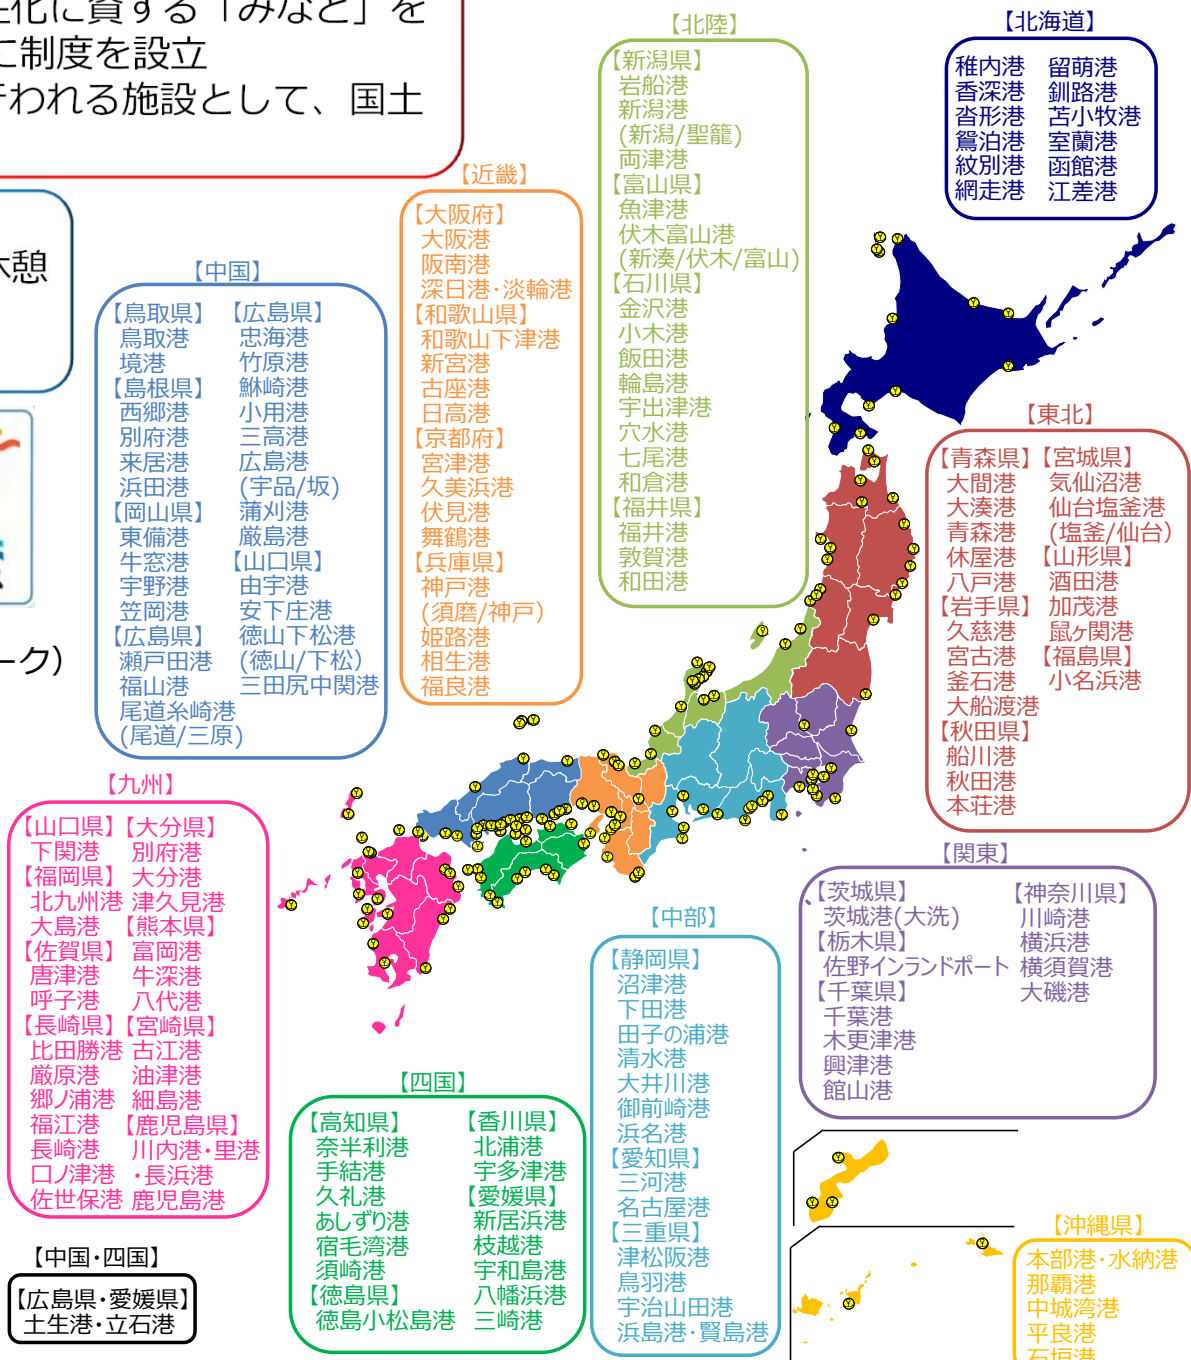 性化に資する「みなと」を
に制度を設立
行われる施設として、国土
休憩
ーク)
【北海道】
稚内港 留萌港
香深港 釧路港
沓形港 苫小牧港
鴛泊港 室蘭港
紋別港 函館港
網走港 江差港
【北陸】
【新潟県】
岩船港
新潟港
(新潟/聖籠)
両津港
【富山県】
魚津港
伏木富山港
(新湊/伏木/富山)
【石川県】
金沢港
小木港
飯田港
輪島港
宇出津港
穴水港
七尾港
和倉港
【福井県】
福井港
敦賀港
和田港
【近畿】
【大阪府】
大阪港
阪南港
深日港・淡輪港
【和歌山県】
和歌山下津港
新宮港
古座港
日高港
【京都府】
宮津港
久美浜港
伏見港
舞鶴港
【兵庫県】
神戸港
(須磨/神戸)
姫路港
相生港
福良港
【中国】
【鳥取県】
鳥取港
境港
【島根県】
西郷港
別府港
来居港
浜田港
【岡山県】
東備港
牛窓港
宇野港
笠岡港
【広島県】
瀬戸田港
福山港
尾道糸崎港
(尾道/三原)
【広島県】
忠海港
竹原港
鮴崎港
小用港
三高港
広島港
(宇品/坂)
蒲刈港
厳島港
【山口県】
由宇港
安下庄港
徳山下松港
(徳山/下松)
三田尻中関港
【東北】
【青森県】
大間港
大湊港
青森港
休屋港
八戸港
【岩手県】
久慈港
宮古港
釜石港
大船渡港
【秋田県】
船川港
秋田港
本荘港
【宮城県】
気仙沼港
仙台塩釜港
(塩釜/仙台)
【山形県】
酒田港
加茂港
鼠ヶ関港
【福島県】
小名浜港
【九州】
【山口県】
下関港
【福岡県】
北九州港
大島港
【佐賀県】
唐津港
呼子港
【長崎県】
比田勝港
厳原港
郷ノ浦港
福江港
長崎港
口ノ津港
佐世保港
【大分県】
別府港
大分港
津久見港
【熊本県】
富岡港
牛深港
八代港
【宮崎県】
古江港
油津港
細島港
【鹿児島県】
川内港・里港
・長浜港
鹿児島港
【関東】
【茨城県】
茨城港(大洗)
【栃木県】
佐野インランドポート
【千葉県】
千葉港
木更津港
興津港
館山港
【神奈川県】
川崎港
横浜港
横須賀港
大磯港
【中部】
【静岡県】
沼津港
下田港
田子の浦港
清水港
大井川港
御前崎港
浜名港
【愛知県】
三河港
名古屋港
【三重県】
津松阪港
鳥羽港
宇治山田港
浜島港・賢島港
【四国】
【高知県】
奈半利港
手結港
久礼港
あしずり港
宿毛湾港
須崎港
【徳島県】
徳島小松島港
【香川県】
北浦港
宇多津港
【愛媛県】
新居浜港
枝越港
宇和島港
八幡浜港
三崎港
【中国・四国】
【広島県・愛媛県】
土生港・立石港
【沖縄県】
本部港・水納港
那覇港
中城湾港
平良港
石垣港